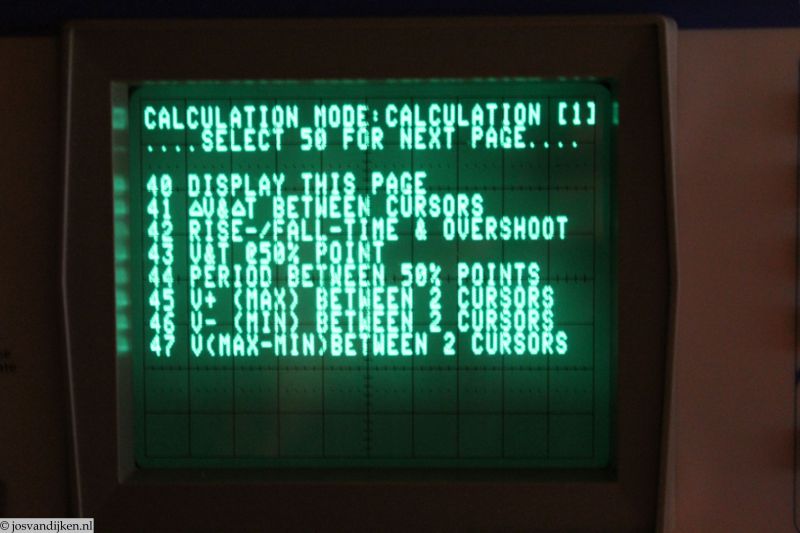 CALCULATION MODE:CALCULATION [1]
....SELECT 50 FOR NEXT PAGE....
40 DISPLAY THIS PAGE
41 ΔV&ΔT BETWEEN CURSORS
42 RISE-/FALL-TIME & OVERSHOOT
43 V&T @50% POINT
44 PERIOD BETWEEN 50% POINTS
45 V+ (MAX) BETWEEN 2 CURSORS
46 V- (MIN) BETWEEN 2 CURSORS
47 V(MAX-MIN)BETWEEN 2 CURSORS
© josvandijken.nl